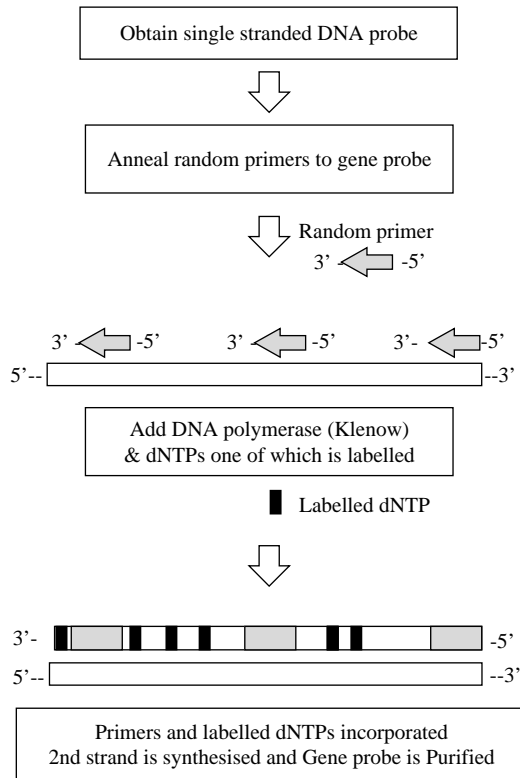 Obtain single stranded DNA probe
Anneal random primers to gene probe
Random primer
3’ - -5’
3’ - -5’ 3’ - -5’ 3’- -5’
5’-- --3’
Add DNA polymerase (Klenow)
& dNTPs one of which is labelled
Labelled dNTP
3’- -5’
5’-- --3’
Primers and labelled dNTPs incorporated
2nd strand is synthesised and Gene probe is Purified